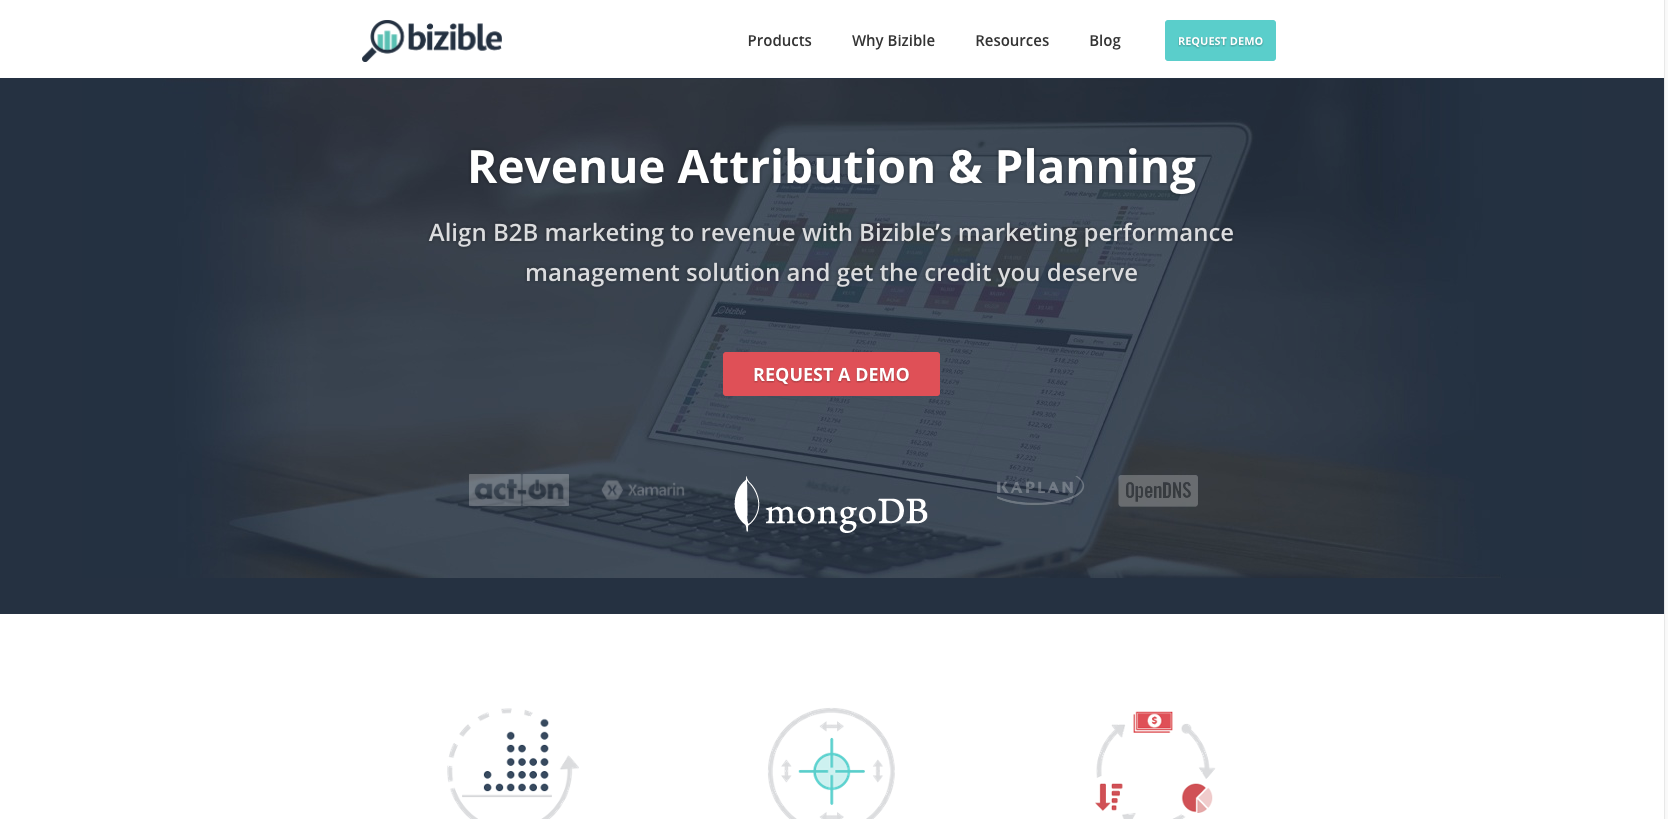 bizible
Products
Why Bizible
Resources
Blog
REQUEST DEMO
Revenue Attribution & Planning
Align B2B marketing to revenue with Bizible’s marketing performance
management solution and get the credit you deserve
REQUEST A DEMO
act-on
Xamarin
mongoDB
KAPLAN
OpenDNS